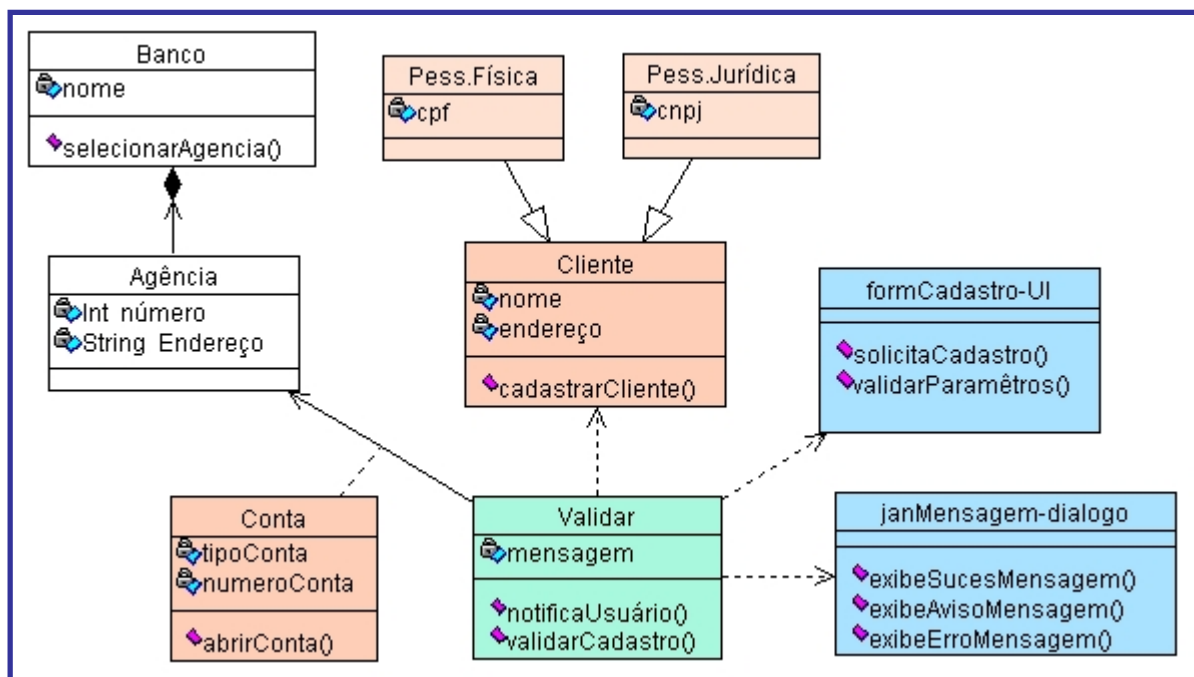 Banco
nome
selecionarAgencia()
Pess.Física
cpf
Pess.Jurídica
cnpj
Agência
Int número
String Endereço
Cliente
nome
endereço
cadastrarCliente()
formCadastro-UI
solicitaCadastro()
validarParamêtros()
Conta
tipoConta
numeroConta
abrirConta()
Validar
mensagem
notificaUsuário()
validarCadastro()
janMensagem-dialogo
exibeSucesMensagem()
exibeAvisoMensagem()
exibeErroMensagem()